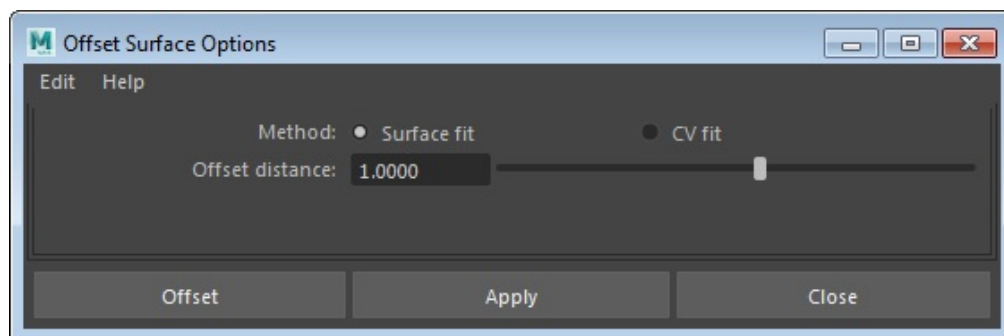 Offset Surface Options
Edit Help
Method: Surface fit CV fit
Offset distance: 1.0000
Offset Apply Close